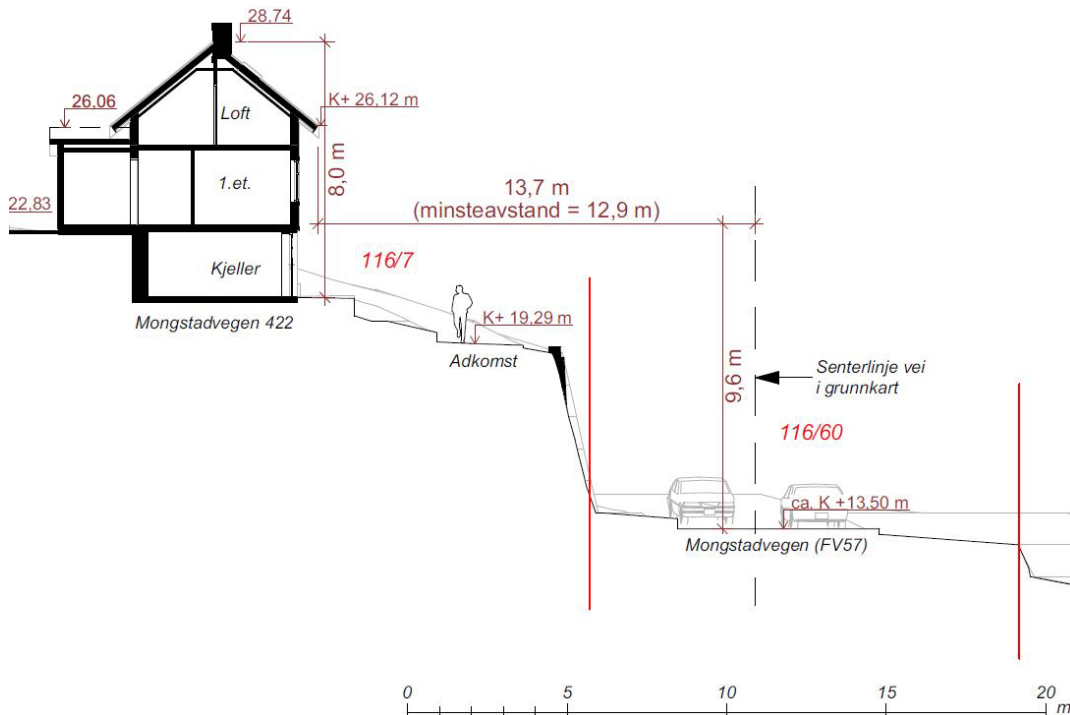 28,74
26,06
K+ 26,12 m
Loft
8,0 m
1.et.
13,7 m
(minsteavstand = 12,9 m)
22,83
Kjeller
116/7
Mongstadvegen 422
K+ 19,29 m
Adkomst
9,6 m
Senterlinje vei
i grunnkart
116/60
ca. K +13,50 m
Mongstadvegen (FV57)
0 5 10 15 20
m